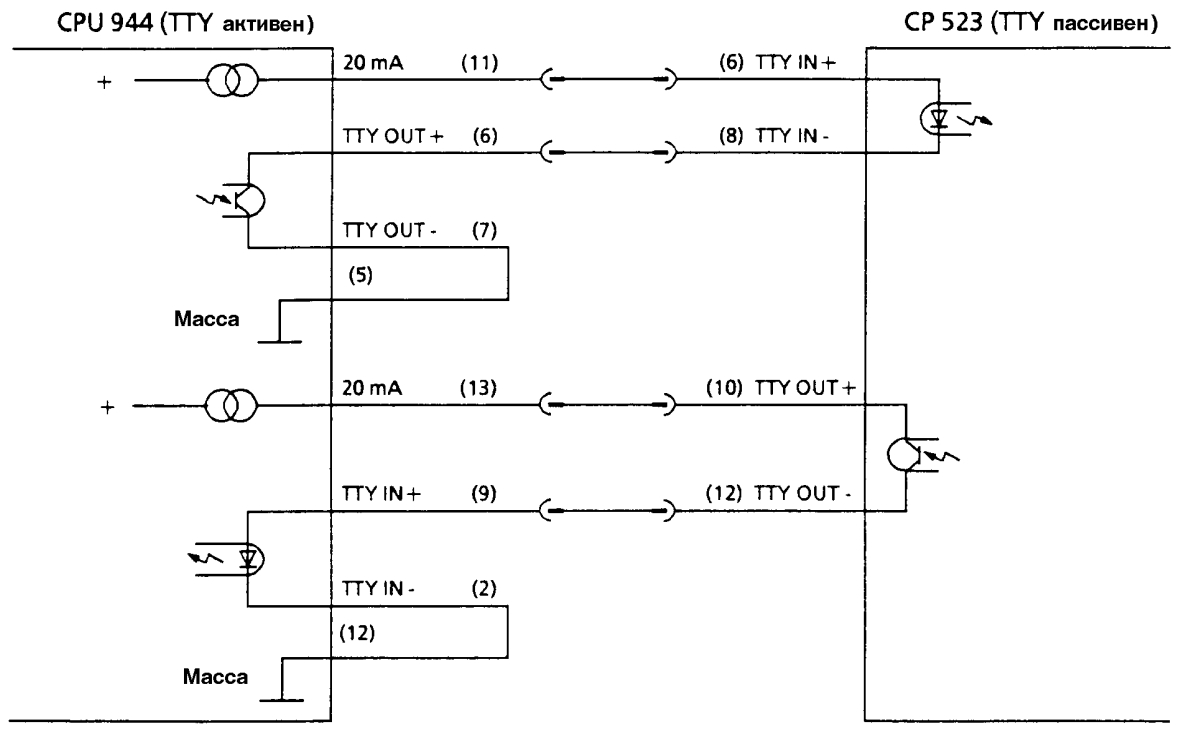 CPU 944 (TTY активен)
CP 523 (TTY пассивен)
+ 20 mA (11) (6) TTY IN +
TTY OUT + (6) (8) TTY IN -
TTY OUT - (7)
(5)
Масса
+ 20 mA (13) (10) TTY OUT +
TTY IN + (9) (12) TTY OUT -
TTY IN - (2)
(12)
Масса